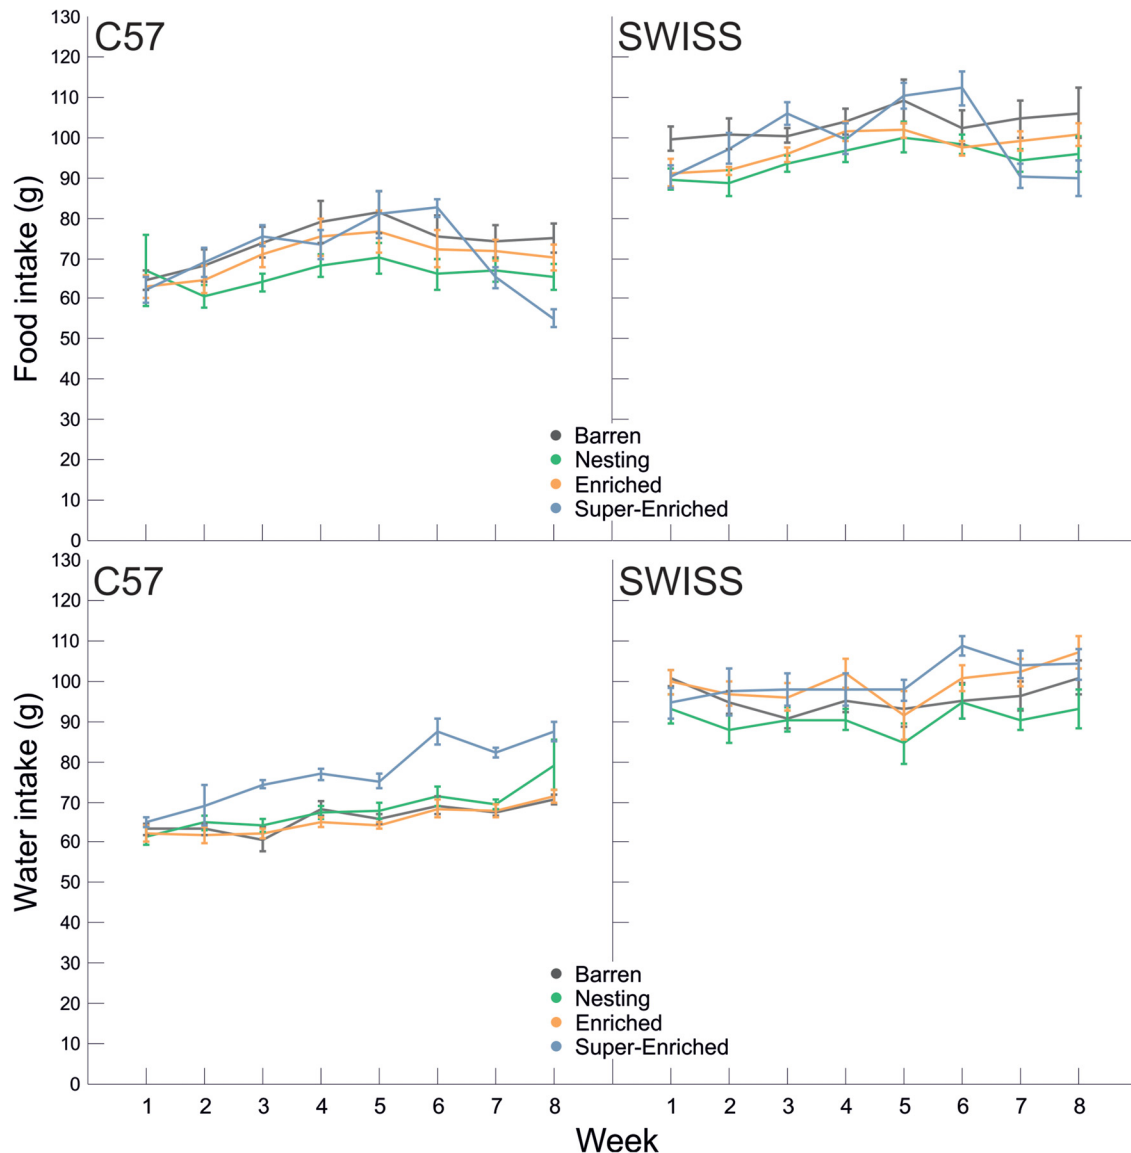 C57
SWISS
130
120
110
100
90
80
70
60
50
40
30
20
10
0
Food intake (g)
Barren
Nesting
Enriched
Super-Enriched
C57
SWISS
130
120
110
100
90
80
70
60
50
40
30
20
10
0
Water intake (g)
Barren
Nesting
Enriched
Super-Enriched
1 2 3 4 5 6 7 8 1 2 3 4 5 6 7 8
Week